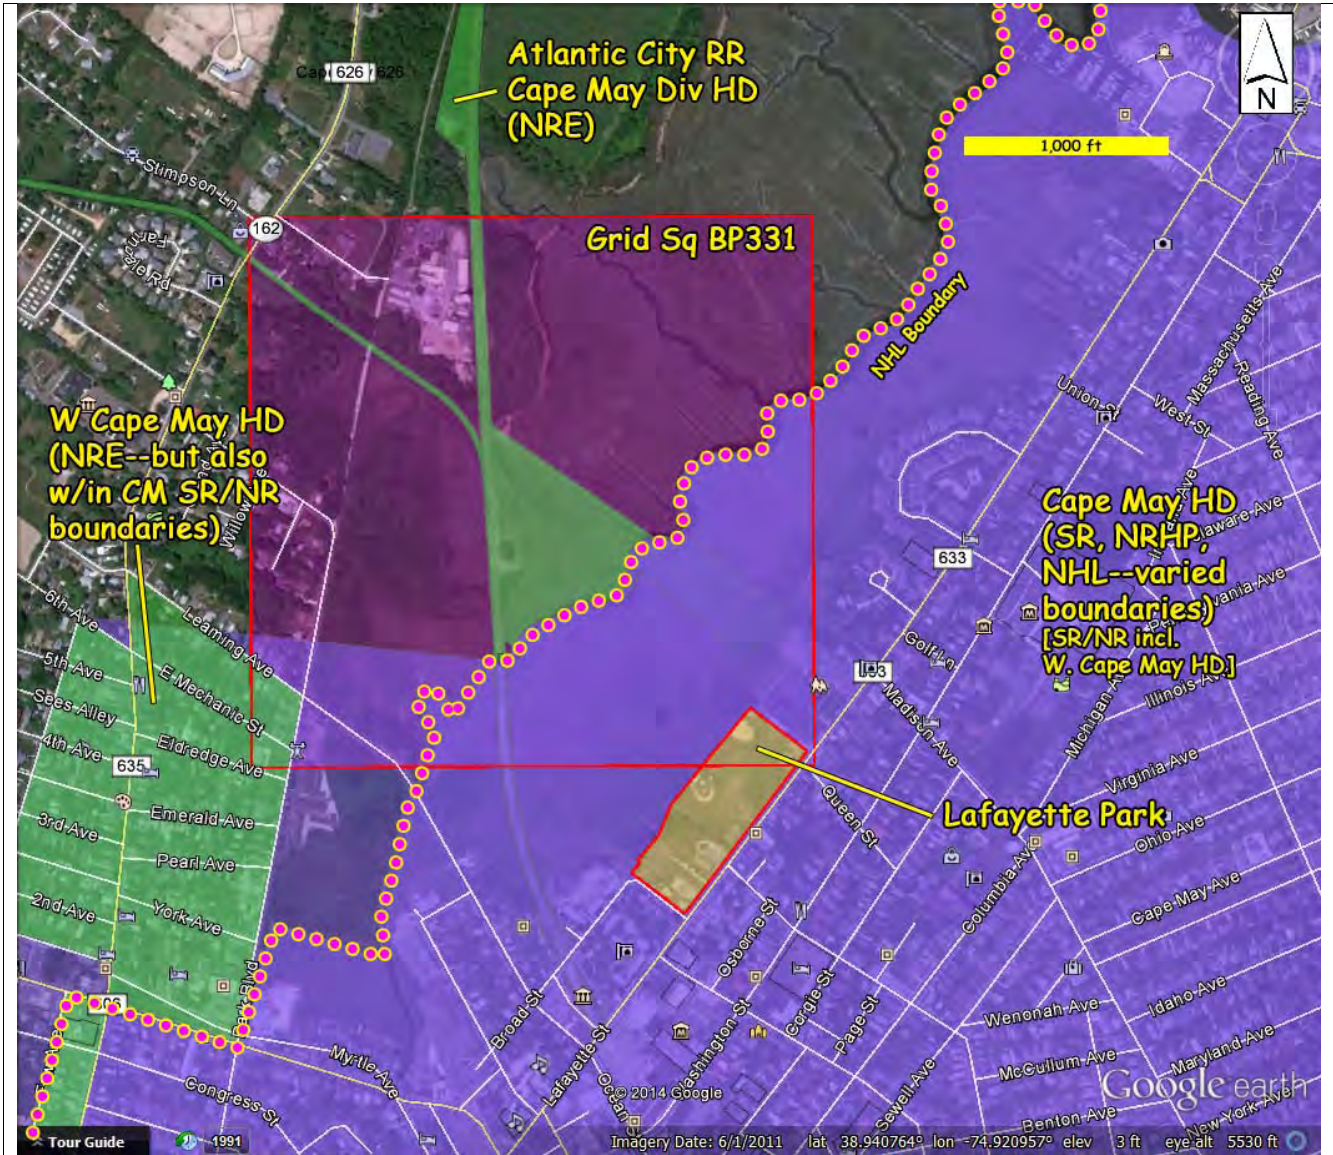 Atlantic City RR
Cape May Div HD
(NRE)
N
1,000 ft
626
626
Stimpson Ln
162
Grid Sq BP331
NHL Boundary
W Cape May HD
(NRE--but also
w/in CM SR/NR
boundaries)
Massachusetts Ave
Reading Ave
Union St
West St
Cape May HD
(SR, NRHP,
NHL--varied
boundaries)
[SR/NR incl.
W. Cape May HD.]
633
Golf Ln
Madison Ave
Illinois Ave
Michigan Ave
Virginia Ave
Ohio Ave
Cape May Ave
Lafayette Park
Queen St
Columbia Ave
6th Ave
Leaming Ave
5th Ave
E Mechanic St
Sees Alley
4th Ave
Eldredge Ave
635
Emerald Ave
3rd Ave
Pearl Ave
2nd Ave
York Ave
Park Blvd
Broad St
Lafayette St
Osborne St
Washington St
Corgie St
Page St
Sewell Ave
Wenonah Ave
Idaho Ave
McCullum Ave
Maryland Ave
Benton Ave
New York Ave
Myrtle Ave
Congress St
© 2014 Google
Google earth
Tour Guide
1991
Imagery Date: 6/1/2011 lat 38.940764° lon -74.920957° elev 3 ft eye alt 5530 ft